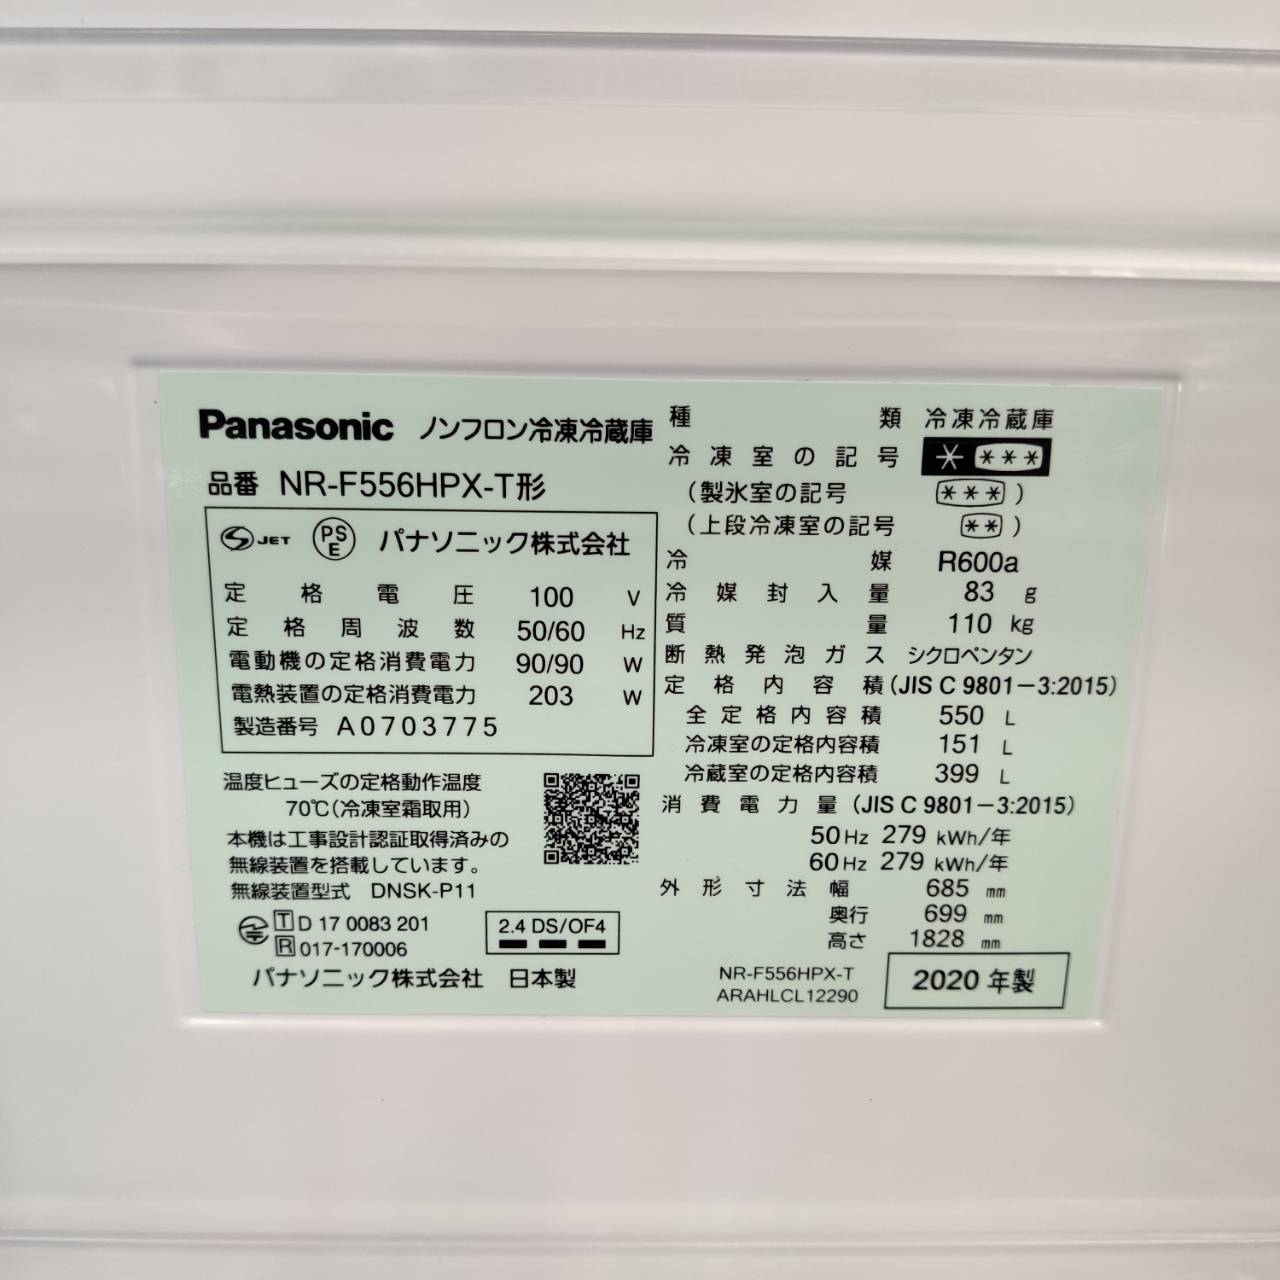 Panasonic ノンフロン冷凍冷蔵庫
品番 NR-F556HPX-T形
S JET PSE パナソニック株式会社
定格電圧 100 V
定格周波数 50/60 Hz
電動機の定格消費電力 90/90 W
電熱装置の定格消費電力 203 W
製造番号 A0703775
温度ヒューズの定格動作温度
70℃(冷凍室霜取用)
本機は工事設計認証取得済みの
無線装置を搭載しています。
無線装置型式 DNSK-P11
T D 17 0083 201
R 017-170006
2.4 DS/OF4
パナソニック株式会社 日本製
種類 冷凍冷蔵庫
冷凍室の記号 * ***
(製氷室の記号 ***)
(上段冷凍室の記号 **)
冷媒 R600a
冷媒封入量 83 g
質量 110 kg
断熱発泡ガス シクロペンタン
定格内容積(JIS C 9801-3:2015)
全定格内容積 550 L
冷凍室の定格内容積 151 L
冷蔵室の定格内容積 399 L
消費電力量(JIS C 9801-3:2015)
50Hz 279 kWh/年
60Hz 279 kWh/年
外形寸法幅 685 mm
奥行 699 mm
高さ 1828 mm
NR-F556HPX-T
ARAHLCL12290
2020年製